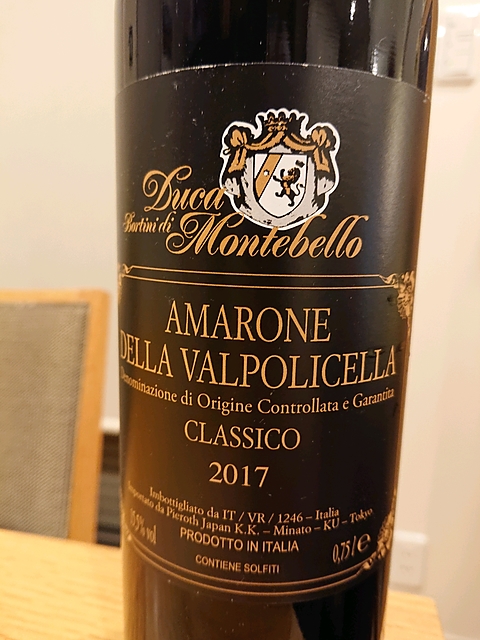 Duca
Bortini di
Montebello
AMARONE
DELLA VALPOLICELLA
Denominazione di Origine Controllata e Garantita
CLASSICO
2017
Imbottigliato da IT / VR / 1246 – Italia
Importato da Pieroth Japan K.K. – Minato – KU – Tokyo
15,5% vol
PRODOTTO IN ITALIA
0,75 l e
CONTIENE SOLFITI